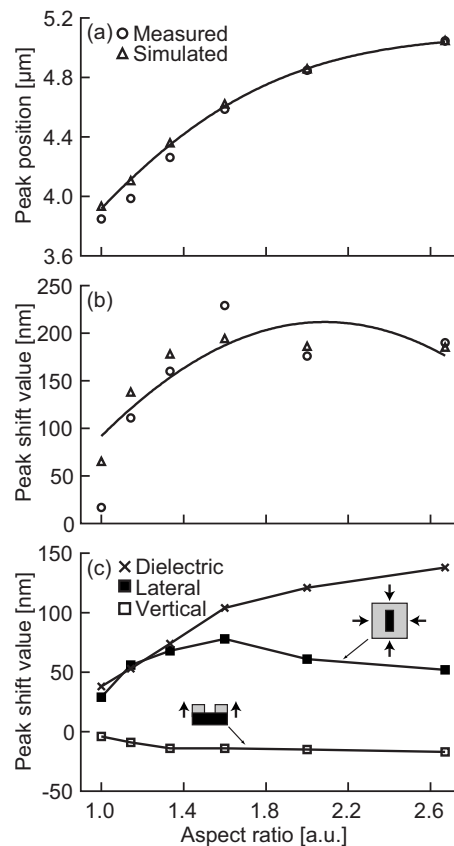 (a)
Measured
Simulated
Peak position [µm]
5.2
4.8
4.4
4.0
3.6
(b)
Peak shift value [nm]
250
200
150
100
50
0
(c)
Dielectric
Lateral
Vertical
Peak shift value [nm]
150
100
50
0
-50
1.0 1.4 1.8 2.2 2.6
Aspect ratio [a.u.]